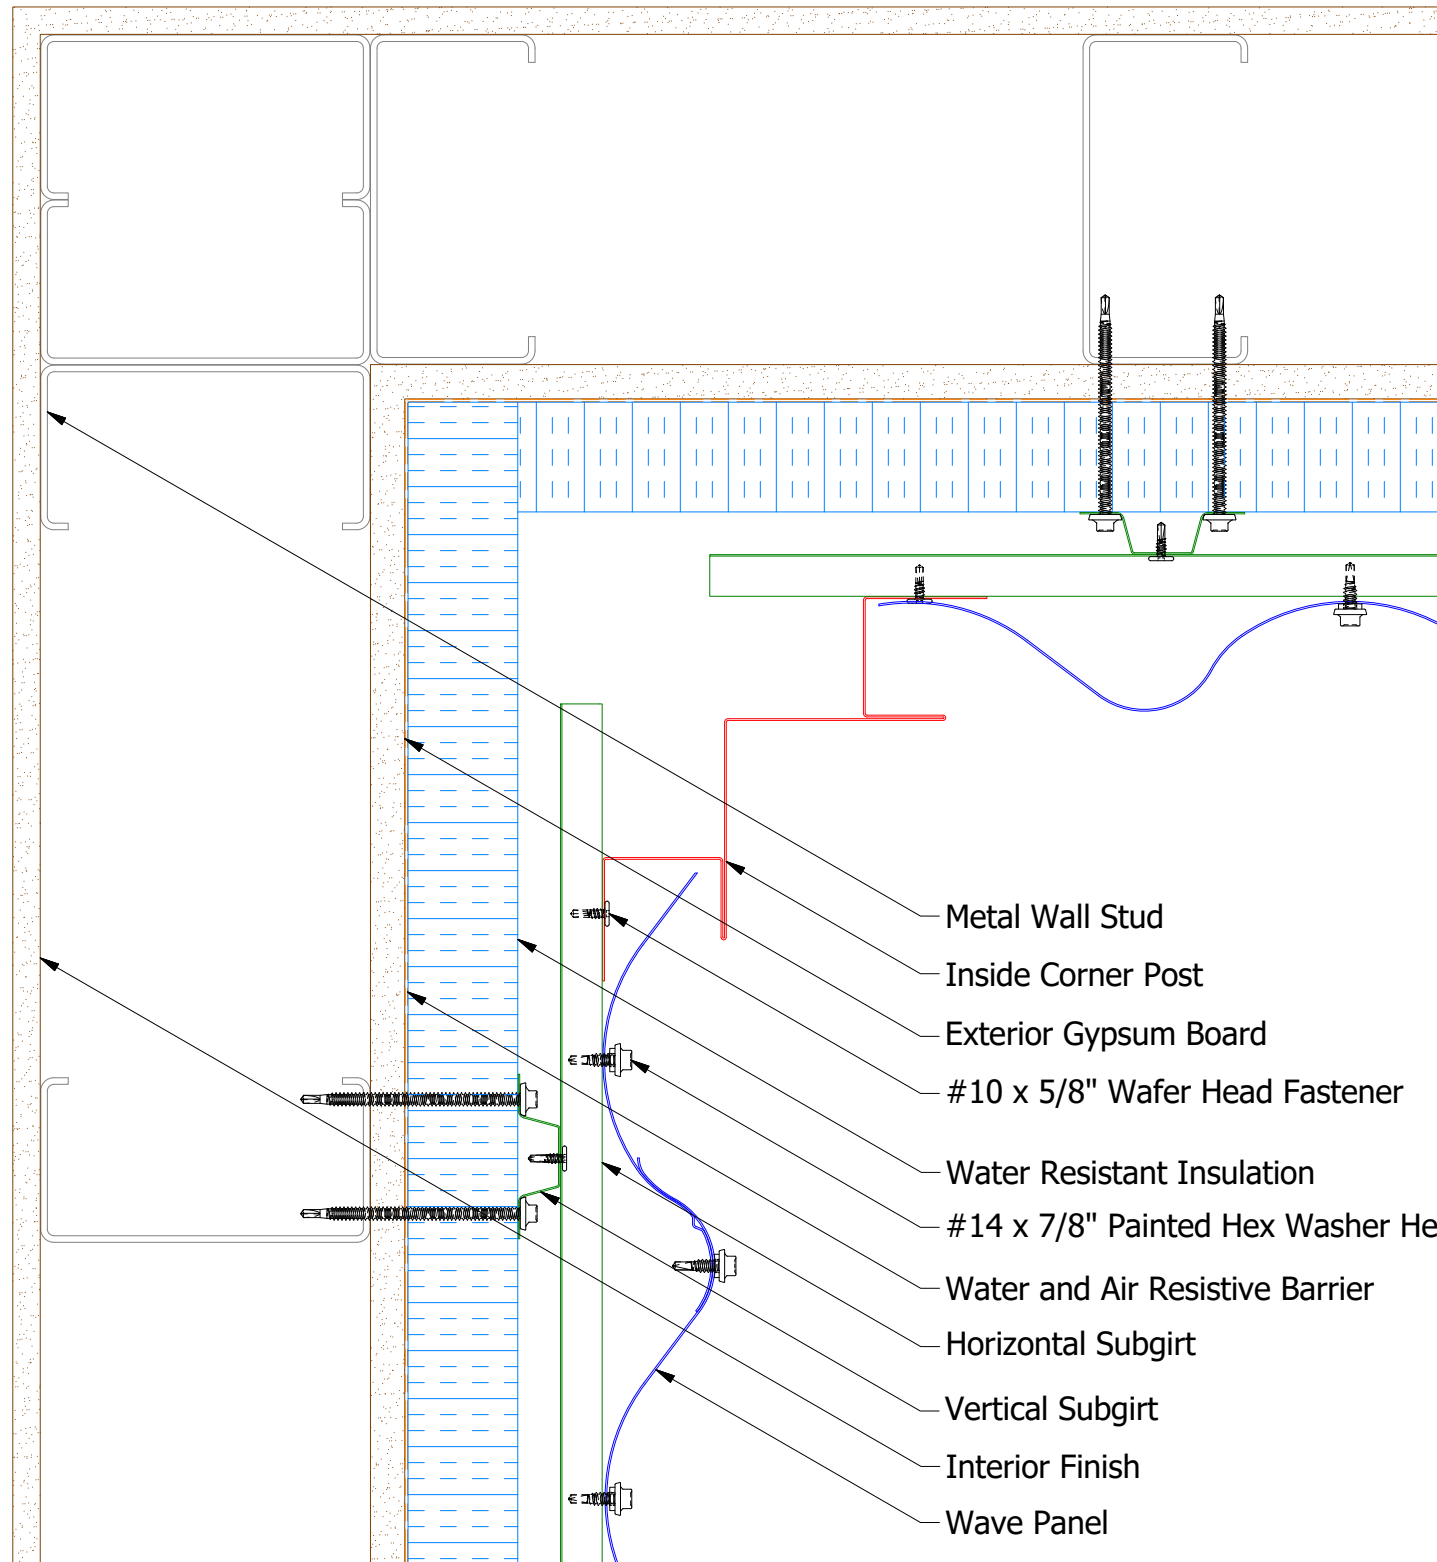 Metal Wall Stud
Inside Corner Post
Exterior Gypsum Board
#10 x 5/8" Wafer Head Fastener
Water Resistant Insulation
#14 x 7/8" Painted Hex Washer He
Water and Air Resistive Barrier
Horizontal Subgirt
Vertical Subgirt
Interior Finish
Wave Panel